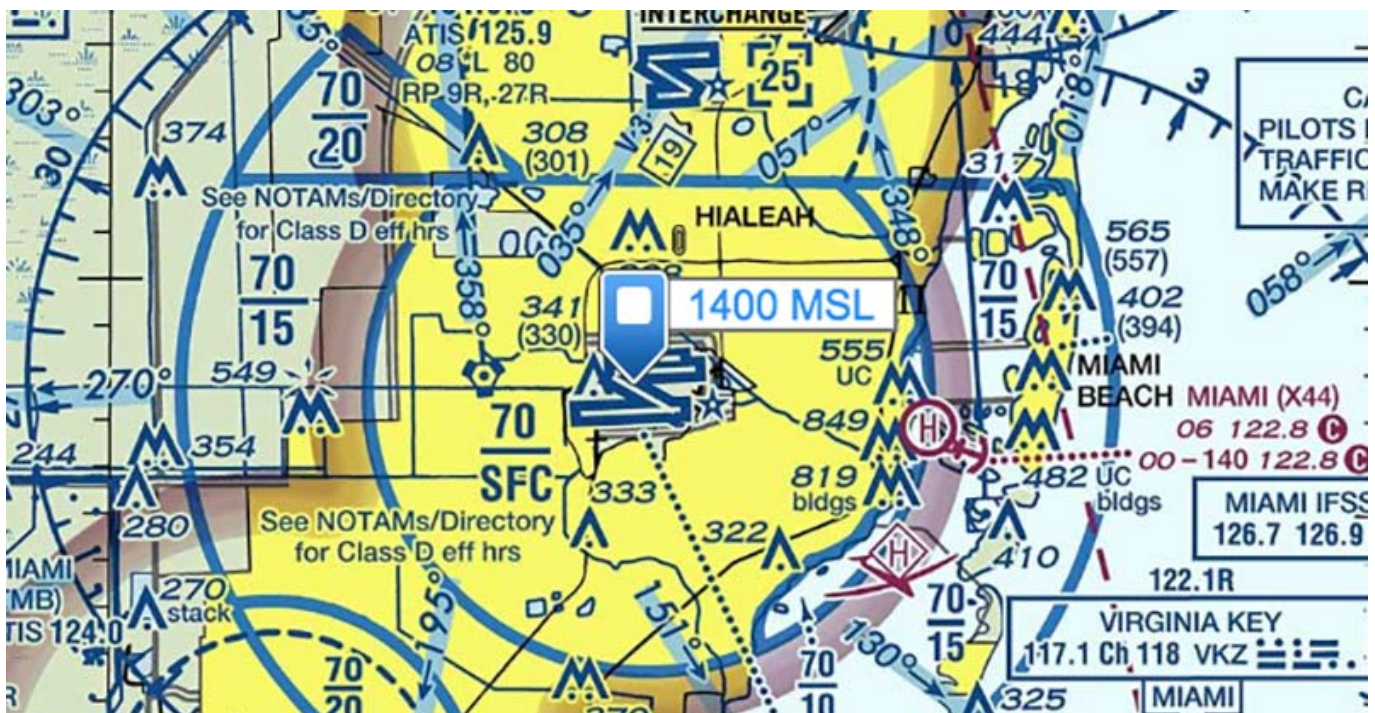 INTERCHANGE
ATIS 125.9
08 L 80
RP 9R, 27R
70
20
25
444
18
0
3
018°
303°
30
374
308
(301)
V-3
19
057°
317
PILOTS
TRAFFIC
See NOTAMs/Directory
for Class D eff hrs
HIALEAH
035°
358°
348°
565
(557)
70
15
70
15
058°
341
(330)
1400 MSL
402
(394)
555
UC
MIAMI
BEACH
270°
549
70
SFC
849
H
MIAMI (X44)
06 122.8 C
00 - 140 122.8 C
244
354
333
819
bldgs
482 UC
bldgs
280
See NOTAMs/Directory
for Class D eff hrs
322
H
410
MIAMI IFSS
126.7 126.9
MIAMI
TIS 124.0
270
stack
122.1R
195°
151°
130°
70
15
VIRGINIA KEY
117.1 Ch 118 VKZ
70
20
70
10
325
MIAMI